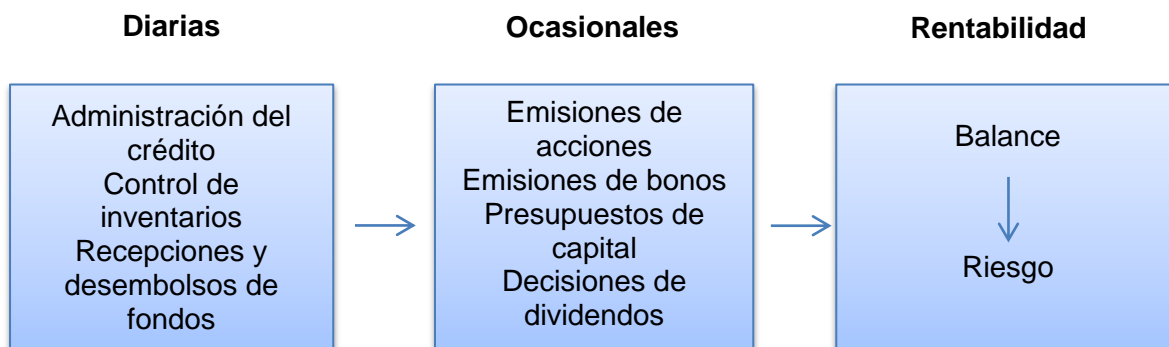 Diarias
Administración del
crédito
Control de
inventarios
Recepciones y
desembolsos de
fondos
Ocasionales
Emisiones de
acciones
Emisiones de bonos
Presupuestos de
capital
Decisiones de
dividendos
Rentabilidad
Balance
Riesgo